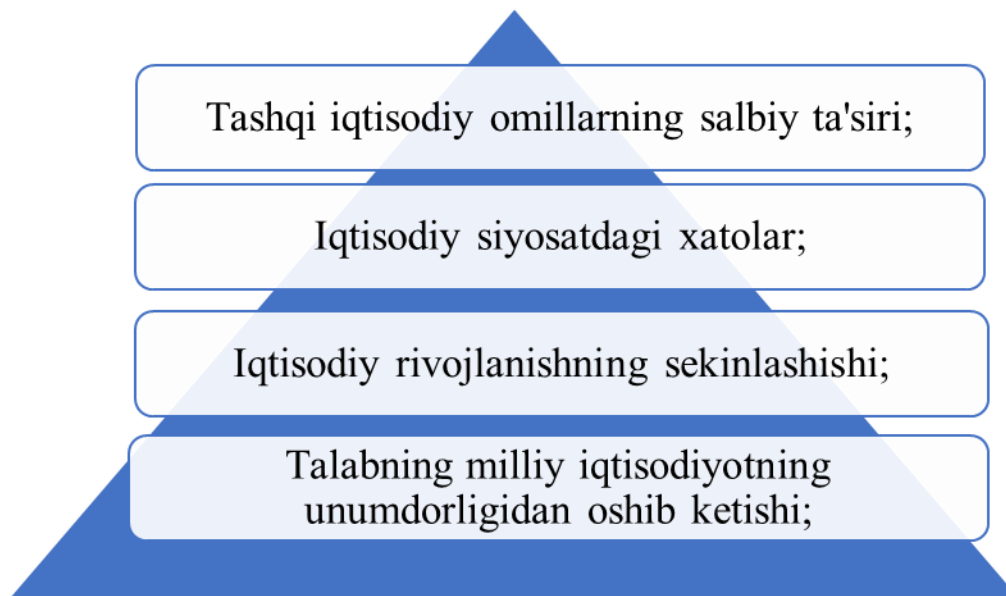 Tashqi iqtisodiy omillarning salbiy ta'siri;
Iqtisodiy siyosatdagi xatolar;
Iqtisodiy rivojlanishning sekinlashishi;
Talabning milliy iqtisodiyotning
unumdorligidan oshib ketishi;